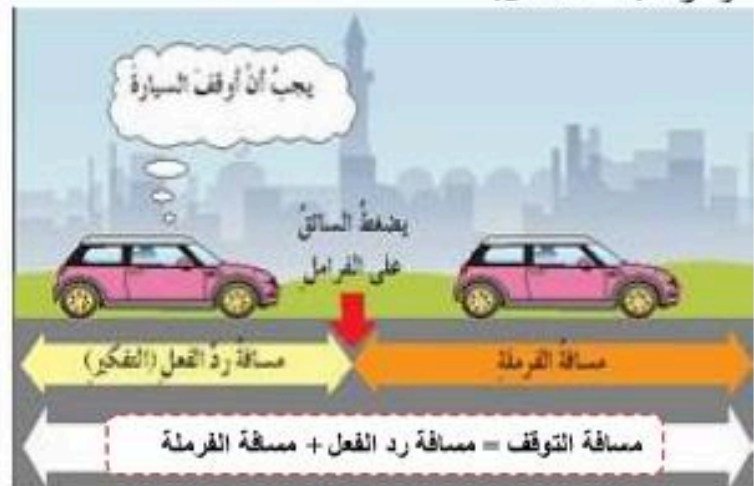 يجبُ أنْ أوقفَ السيارةَ
يضغطُ السائقُ
على الفراملِ
مسافةُ ردِّ الفعلِ (التفكيرِ)
مسافةُ الفرملةِ
مسافة التوقف = مسافة رد الفعل + مسافة الفرملة